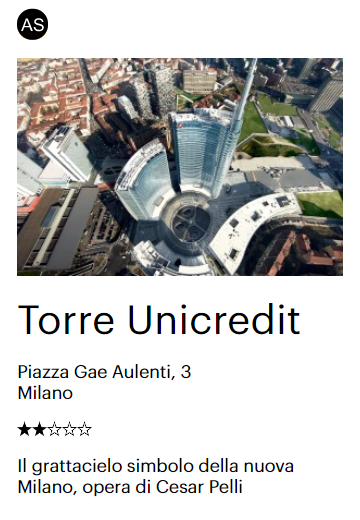 AS
Torre Unicredit
Piazza Gae Aulenti, 3
Milano
Il grattacielo simbolo della nuova
Milano, opera di Cesar Pelli